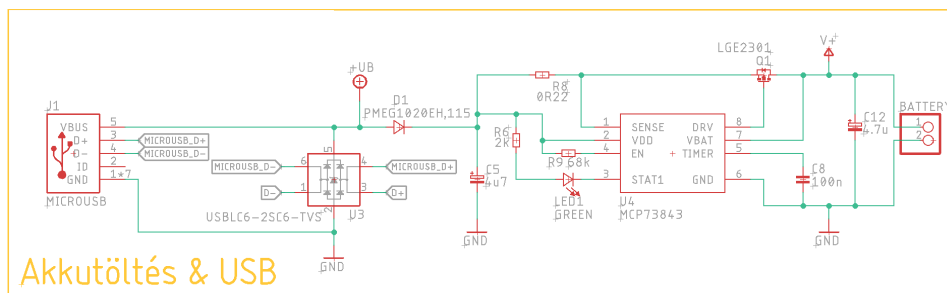 LGE2301
Q1
V+
+UB
R8
0R22
D1
PMEG1020EH,115
J1
VBUS 5
D+ 3 MICROUSB_D+
D- 4 MICROUSB_D-
ID 2
GND 1*7
MICROUSB
R6
2K
1 SENSE DRV 8
2 VDD VBAT 7
4 EN TIMER 5
3 STAT1 GND 6
R9 68k
BATTERY
1
2
C12
4.7u
5
MICROUSB_D- 6 4 MICROUSB_D+
D- 1 3 D+
2
USBLC6-2SC6-TVS U3
C5
4u7
LED1
GREEN
U4
MCP73843
C8
100n
GND
GND
GND
Akkutöltés & USB